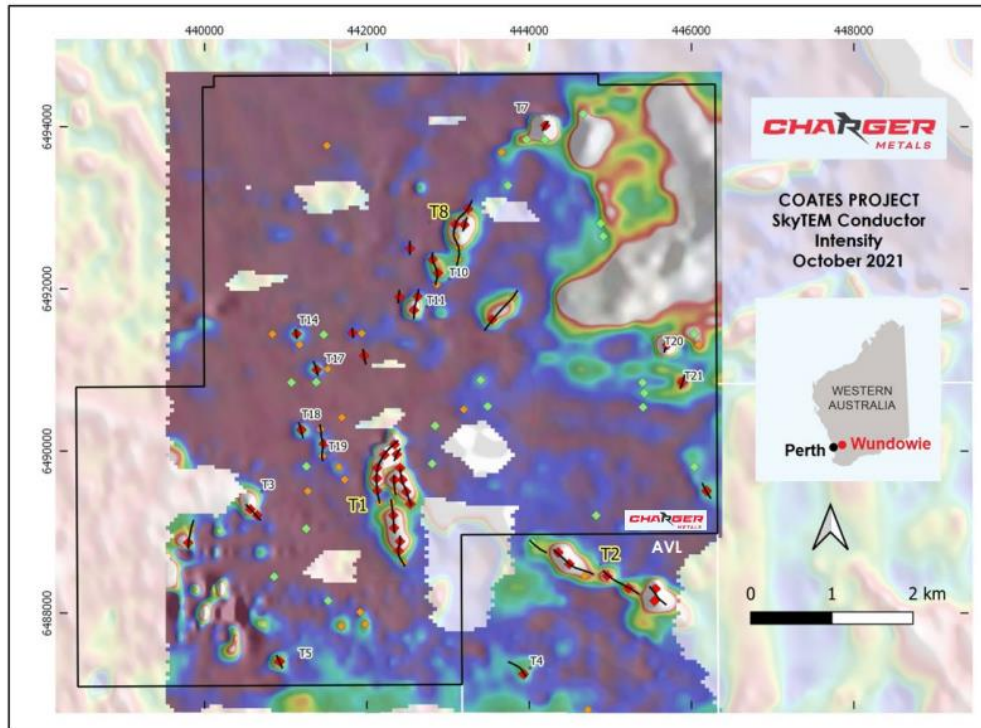 440000 442000 444000 446000 448000
6494000
6492000
6490000
6488000
T7
T8
T10
T11
T14
T17
T18
T19
T20
T21
T3
T1
T2
T5
T4
CHARGER
METALS
AVL
CHARGER
METALS
COATES PROJECT
SkyTEM Conductor
Intensity
October 2021
WESTERN
AUSTRALIA
Perth
Wundowie
0 1 2 km